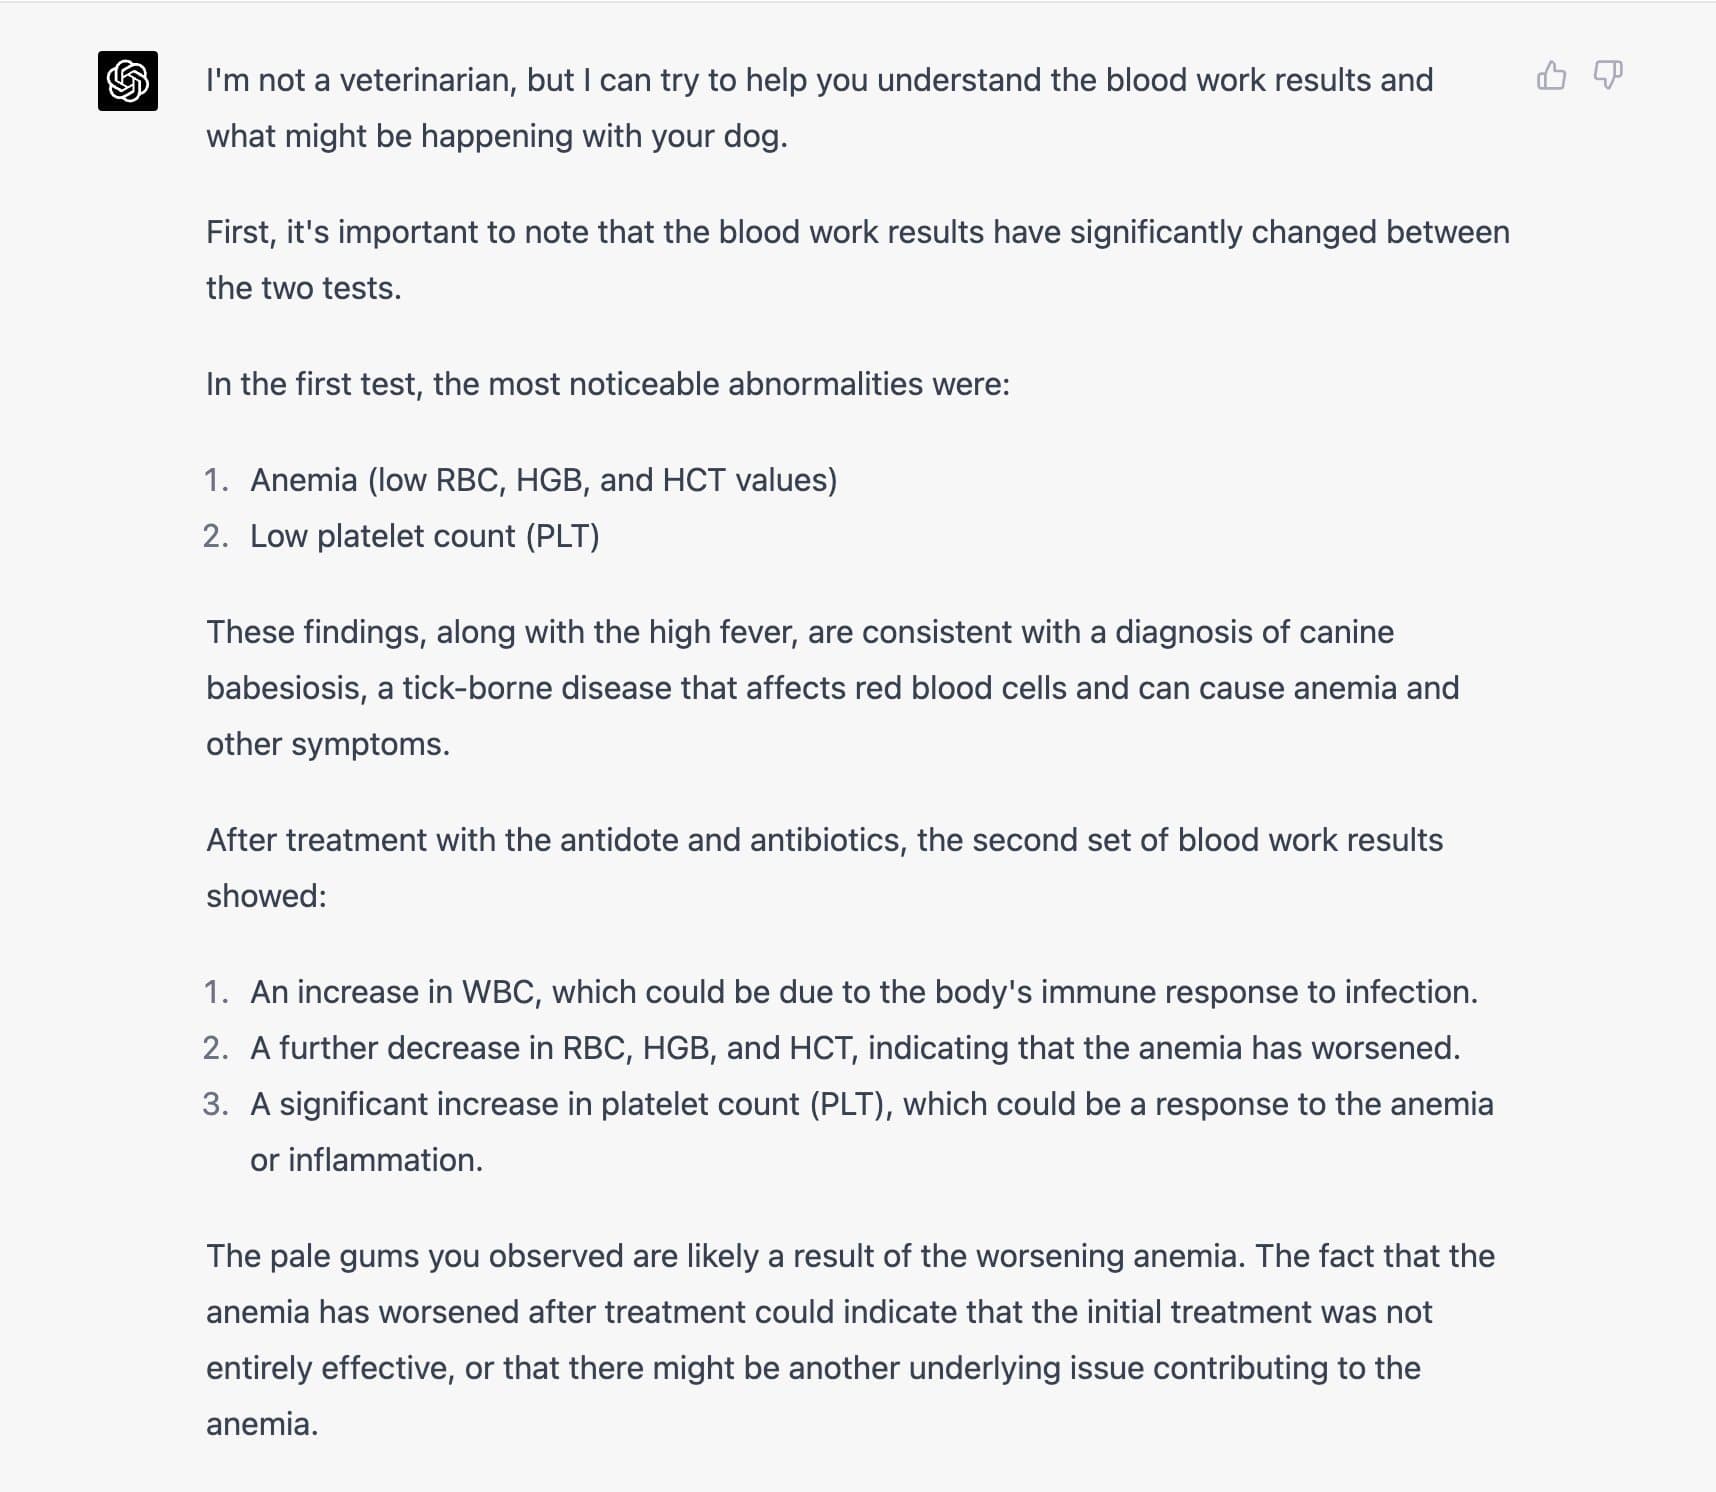 I'm not a veterinarian, but I can try to help you understand the blood work results and
what might be happening with your dog.
First, it's important to note that the blood work results have significantly changed between
the two tests.
In the first test, the most noticeable abnormalities were:
1. Anemia (low RBC, HGB, and HCT values)
2. Low platelet count (PLT)
These findings, along with the high fever, are consistent with a diagnosis of canine
babesiosis, a tick-borne disease that affects red blood cells and can cause anemia and
other symptoms.
After treatment with the antidote and antibiotics, the second set of blood work results
showed:
1. An increase in WBC, which could be due to the body's immune response to infection.
2. A further decrease in RBC, HGB, and HCT, indicating that the anemia has worsened.
3. A significant increase in platelet count (PLT), which could be a response to the anemia
or inflammation.
The pale gums you observed are likely a result of the worsening anemia. The fact that the
anemia has worsened after treatment could indicate that the initial treatment was not
entirely effective, or that there might be another underlying issue contributing to the
anemia.